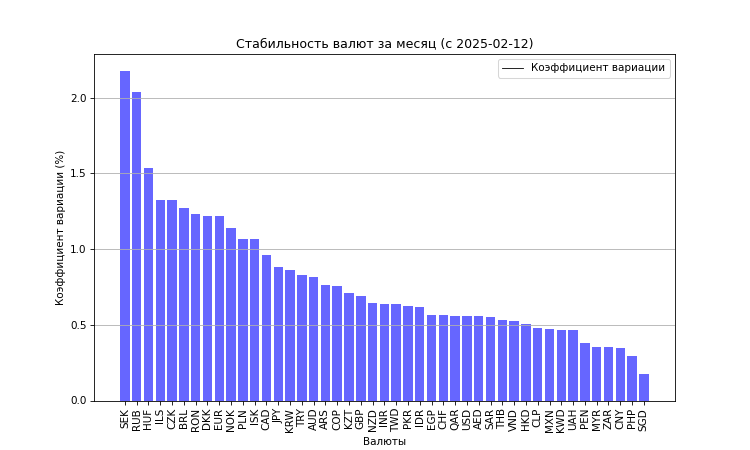 Стабильность валют за месяц (с 2025-02-12)
Коэффициент вариации
Коэффициент вариации (%)
2.0
1.5
1.0
0.5
0.0
SEK RUB HUF ILS CZK BRL RON DKK EUR NOK PLN ISK CAD JPY KRW TRY AUD ARS COP KZT GBP NZD INR TWD PKR IDR EGP CHF QAR USD AED SAR THB VND HKD CLP MXN KWD UAH PEN MYR ZAR CNY PHP SGD
Валюты